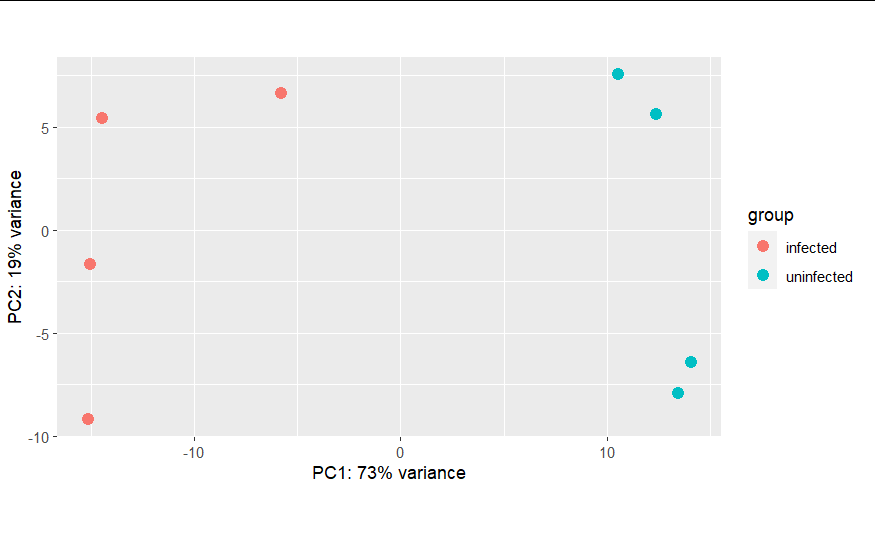 5
0
-5
-10
PC2: 19% variance
-10
0
10
PC1: 73% variance
group
infected
uninfected